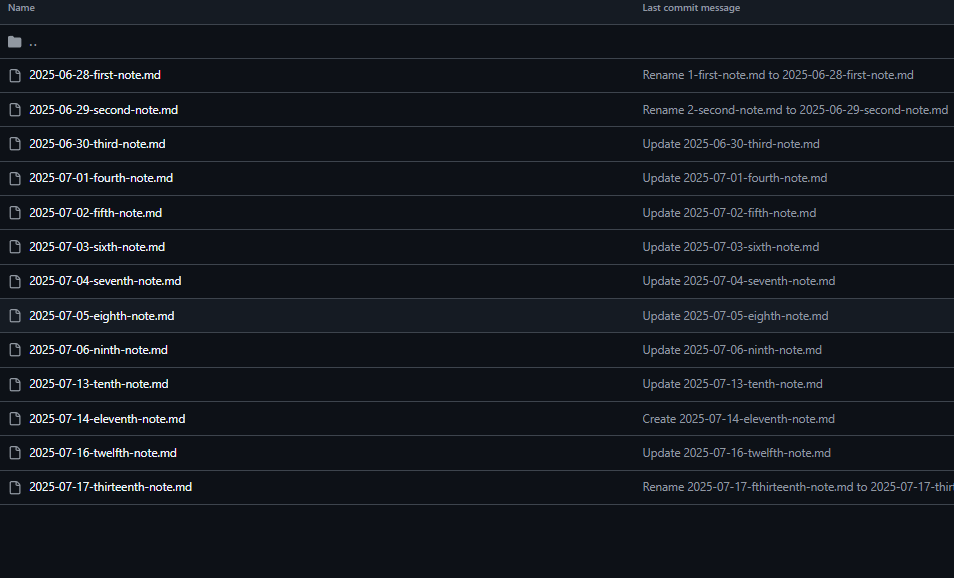 Name Last commit message
..
2025-06-28-first-note.md Rename 1-first-note.md to 2025-06-28-first-note.md
2025-06-29-second-note.md Rename 2-second-note.md to 2025-06-29-second-note.md
2025-06-30-third-note.md Update 2025-06-30-third-note.md
2025-07-01-fourth-note.md Update 2025-07-01-fourth-note.md
2025-07-02-fifth-note.md Update 2025-07-02-fifth-note.md
2025-07-03-sixth-note.md Update 2025-07-03-sixth-note.md
2025-07-04-seventh-note.md Update 2025-07-04-seventh-note.md
2025-07-05-eighth-note.md Update 2025-07-05-eighth-note.md
2025-07-06-ninth-note.md Update 2025-07-06-ninth-note.md
2025-07-13-tenth-note.md Update 2025-07-13-tenth-note.md
2025-07-14-eleventh-note.md Create 2025-07-14-eleventh-note.md
2025-07-16-twelfth-note.md Update 2025-07-16-twelfth-note.md
2025-07-17-thirteenth-note.md Rename 2025-07-17-fthirteenth-note.md to 2025-07-17-thir